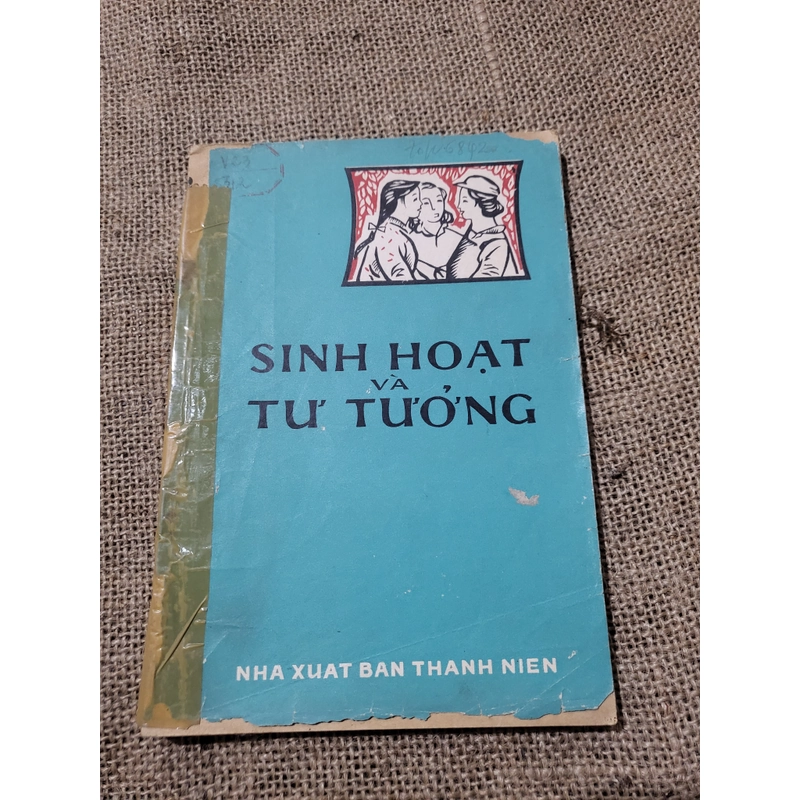 SINH HOẠT
VÀ
TƯ TƯỞNG
NHA XUAT BAN THANH NIEN